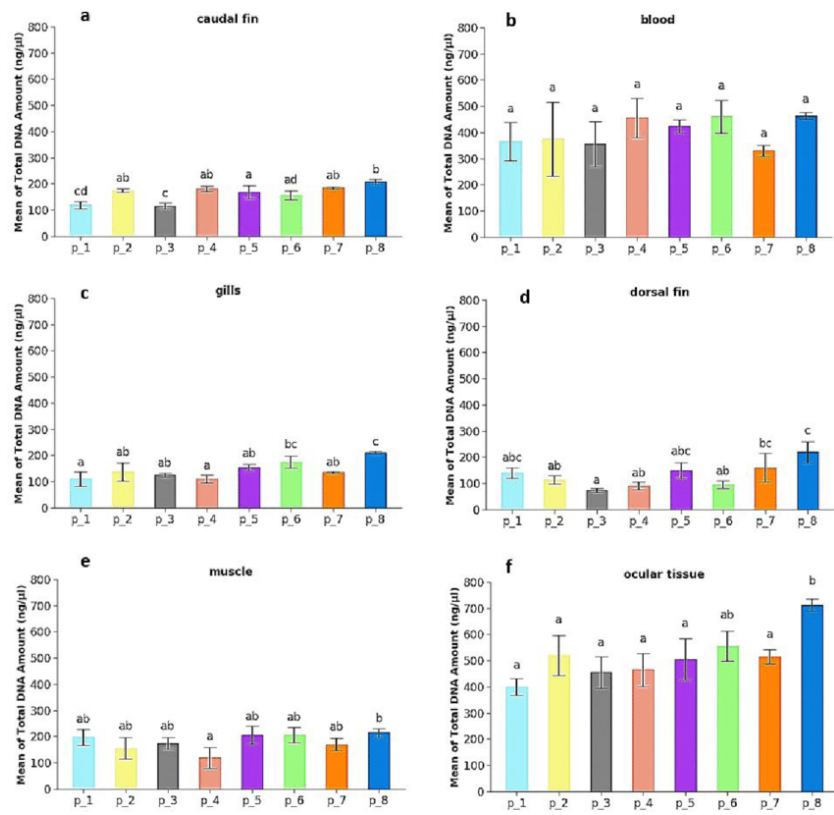 a
caudal fin
Mean of Total DNA Amount (ng/µl)
800
700
600
500
400
300
200
100
0
cd
ab
c
ab
a
ad
ab
b
p_1
p_2
p_3
p_4
p_5
p_6
p_7
p_8
b
blood
Mean of Total DNA Amount (ng/µl)
800
700
600
500
400
300
200
100
0
a
a
a
a
a
a
a
a
p_1
p_2
p_3
p_4
p_5
p_6
p_7
p_8
c
gills
Mean of Total DNA Amount (ng/µl)
800
700
600
500
400
300
200
100
0
a
ab
ab
a
ab
bc
ab
c
p_1
p_2
p_3
p_4
p_5
p_6
p_7
p_8
d
dorsal fin
Mean of Total DNA Amount (ng/µl)
800
700
600
500
400
300
200
100
0
abc
ab
a
ab
abc
ab
bc
c
p_1
p_2
p_3
p_4
p_5
p_6
p_7
p_8
e
muscle
Mean of Total DNA Amount (ng/µl)
800
700
600
500
400
300
200
100
0
ab
ab
ab
a
ab
ab
ab
b
p_1
p_2
p_3
p_4
p_5
p_6
p_7
p_8
f
ocular tissue
Mean of Total DNA Amount (ng/µl)
800
700
600
500
400
300
200
100
0
a
a
a
a
a
ab
a
b
p_1
p_2
p_3
p_4
p_5
p_6
p_7
p_8